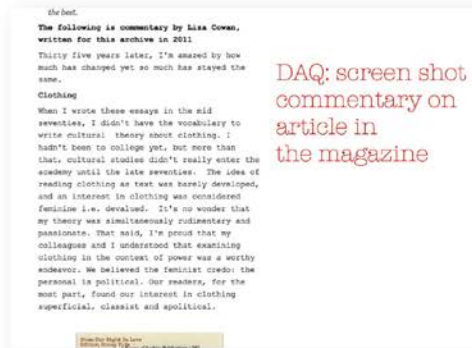 the best.
The following is commentary by Liza Cowan,
written for this archive in 2011
Thirty five years later, I'm amazed by how
much has changed yet so much has stayed the
same.
Clothing
When I wrote these essays in the mid
seventies, I didn't have the vocabulary to
write cultural theory about clothing. I
hadn't been to college yet, but more than
that, cultural studies didn't really enter the
academy until the late seventies. The idea of
reading clothing as text was barely developed,
and an interest in clothing was considered
feminine i.e. devalued. It's no wonder that
my theory was simultaneously rudimentary and
passionate. That said, I'm proud that my
colleagues and I understood that examining
clothing in the context of power was a worthy
endeavor. We believed the feminist credo: the
personal is political. Our readers, for the
most part, found our interest in clothing
superficial, classist and apolitical.
DAQ: screen shot
commentary on
article in
the magazine